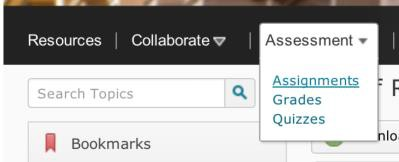 Resources | Collaborate | Assessment |
Assignments
Grades
Quizzes
Search Topics
Bookmarks